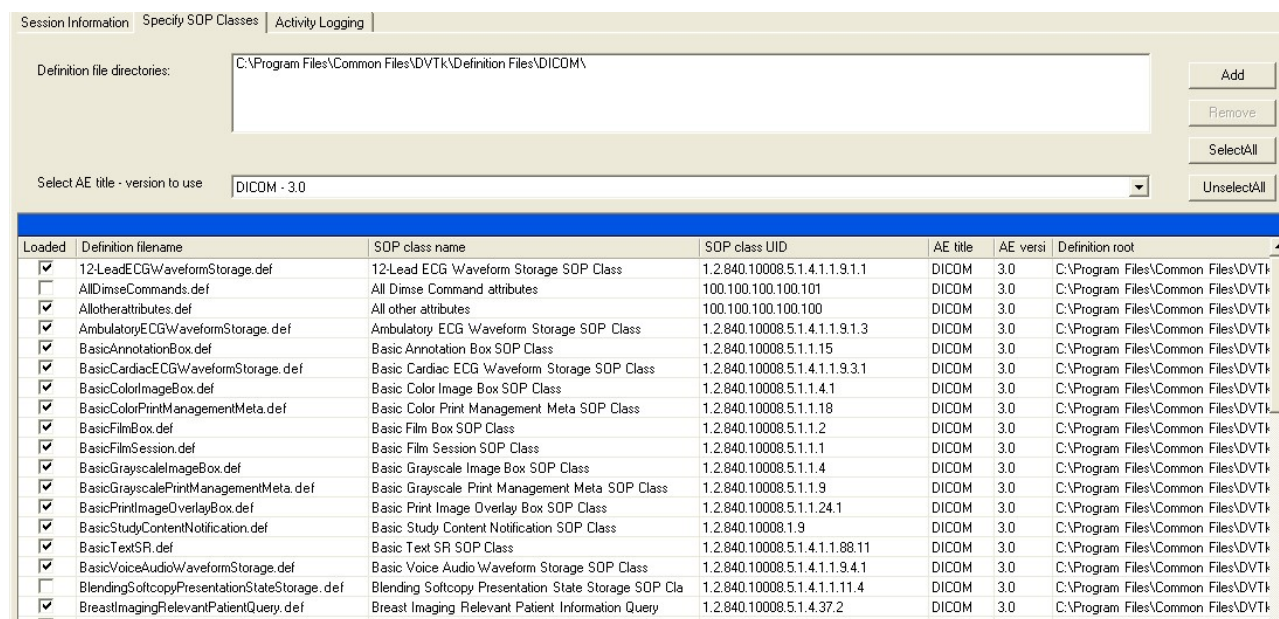 Session Information Specify SOP Classes Activity Logging
Definition file directories: C:\Program Files\Common Files\DVTk\Definition Files\DICOM\
Add
Remove
SelectAll
Select AE title - version to use DICOM - 3.0 UnselectAll
Loaded Definition filename SOP class name SOP class UID AE title AE versi Definition root
12-LeadECGWaveformStorage.def 12-Lead ECG Waveform Storage SOP Class 1.2.840.10008.5.1.4.1.1.9.1.1 DICOM 3.0 C:\Program Files\Common Files\DVTk
AllDimseCommands.def All Dimse Command attributes 100.100.100.100.101 DICOM 3.0 C:\Program Files\Common Files\DVTk
Allotherattributes.def All other attributes 100.100.100.100.100 DICOM 3.0 C:\Program Files\Common Files\DVTk
AmbulatoryECGWaveformStorage.def Ambulatory ECG Waveform Storage SOP Class 1.2.840.10008.5.1.4.1.1.9.1.3 DICOM 3.0 C:\Program Files\Common Files\DVTk
BasicAnnotationBox.def Basic Annotation Box SOP Class 1.2.840.10008.5.1.1.15 DICOM 3.0 C:\Program Files\Common Files\DVTk
BasicCardiacECGWaveformStorage.def Basic Cardiac ECG Waveform Storage SOP Class 1.2.840.10008.5.1.4.1.1.9.3.1 DICOM 3.0 C:\Program Files\Common Files\DVTk
BasicColorImageBox.def Basic Color Image Box SOP Class 1.2.840.10008.5.1.1.4.1 DICOM 3.0 C:\Program Files\Common Files\DVTk
BasicColorPrintManagementMeta.def Basic Color Print Management Meta SOP Class 1.2.840.10008.5.1.1.18 DICOM 3.0 C:\Program Files\Common Files\DVTk
BasicFilmBox.def Basic Film Box SOP Class 1.2.840.10008.5.1.1.2 DICOM 3.0 C:\Program Files\Common Files\DVTk
BasicFilmSession.def Basic Film Session SOP Class 1.2.840.10008.5.1.1.1 DICOM 3.0 C:\Program Files\Common Files\DVTk
BasicGrayscaleImageBox.def Basic Grayscale Image Box SOP Class 1.2.840.10008.5.1.1.4 DICOM 3.0 C:\Program Files\Common Files\DVTk
BasicGrayscalePrintManagementMeta.def Basic Grayscale Print Management Meta SOP Class 1.2.840.10008.5.1.1.9 DICOM 3.0 C:\Program Files\Common Files\DVTk
BasicPrintImageOverlayBox.def Basic Print Image Overlay Box SOP Class 1.2.840.10008.5.1.1.24.1 DICOM 3.0 C:\Program Files\Common Files\DVTk
BasicStudyContentNotification.def Basic Study Content Notification SOP Class 1.2.840.10008.1.9 DICOM 3.0 C:\Program Files\Common Files\DVTk
BasicTextSR.def Basic Text SR SOP Class 1.2.840.10008.5.1.4.1.1.88.11 DICOM 3.0 C:\Program Files\Common Files\DVTk
BasicVoiceAudioWaveformStorage.def Basic Voice Audio Waveform Storage SOP Class 1.2.840.10008.5.1.4.1.1.9.4.1 DICOM 3.0 C:\Program Files\Common Files\DVTk
BlendingSoftcopyPresentationStateStorage.def Blending Softcopy Presentation State Storage SOP Cla 1.2.840.10008.5.1.4.1.1.11.4 DICOM 3.0 C:\Program Files\Common Files\DVTk
BreastImagingRelevantPatientQuery.def Breast Imaging Relevant Patient Information Query 1.2.840.10008.5.1.4.37.2 DICOM 3.0 C:\Program Files\Common Files\DVTk